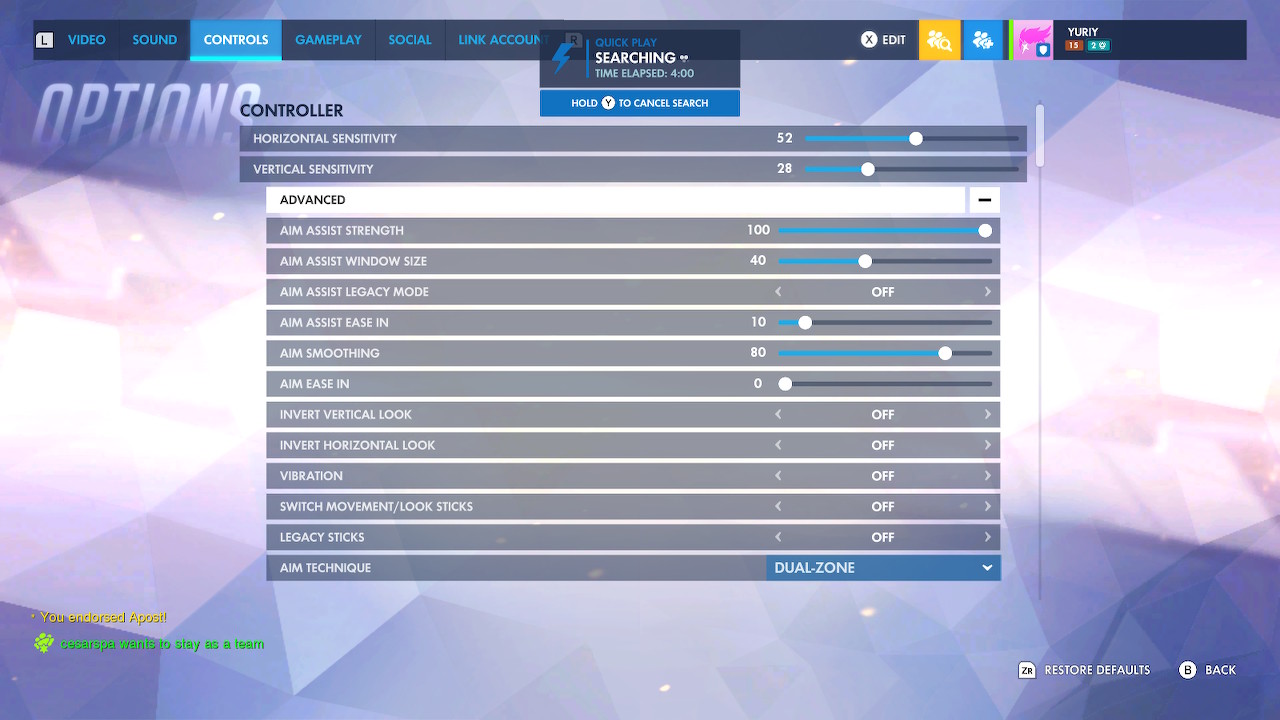 L VIDEO SOUND CONTROLS GAMEPLAY SOCIAL LINK ACCOUNT R
QUICK PLAY
SEARCHING
TIME ELAPSED: 4:00
HOLD Y TO CANCEL SEARCH
X EDIT
YURIY
15 2
OPTIONS
CONTROLLER
HORIZONTAL SENSITIVITY 52
VERTICAL SENSITIVITY 28
ADVANCED
AIM ASSIST STRENGTH 100
AIM ASSIST WINDOW SIZE 40
AIM ASSIST LEGACY MODE OFF
AIM ASSIST EASE IN 10
AIM SMOOTHING 80
AIM EASE IN 0
INVERT VERTICAL LOOK OFF
INVERT HORIZONTAL LOOK OFF
VIBRATION OFF
SWITCH MOVEMENT/LOOK STICKS OFF
LEGACY STICKS OFF
AIM TECHNIQUE DUAL-ZONE
You endorsed Apostl!
cesarspa wants to stay as a team
ZR RESTORE DEFAULTS B BACK